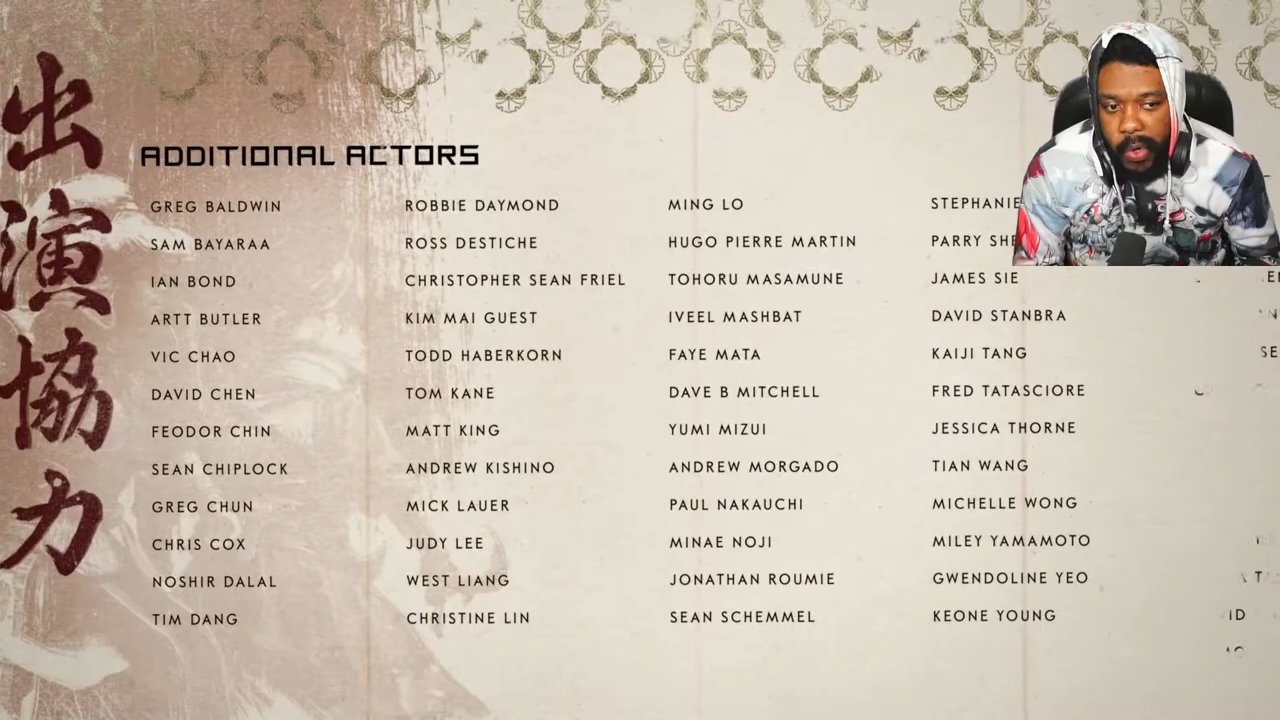 出演協力
ADDITIONAL ACTORS
GREG BALDWIN
SAM BAYARAA
IAN BOND
ARTT BUTLER
VIC CHAO
DAVID CHEN
FEODOR CHIN
SEAN CHIPLOCK
GREG CHUN
CHRIS COX
NOSHIR DALAL
TIM DANG
ROBBIE DAYMOND
ROSS DESTICHE
CHRISTOPHER SEAN FRIEL
KIM MAI GUEST
TODD HABERKORN
TOM KANE
MATT KING
ANDREW KISHINO
MICK LAUER
JUDY LEE
WEST LIANG
CHRISTINE LIN
MING LO
HUGO PIERRE MARTIN
TOHORU MASAMUNE
IVEEL MASHBAT
FAYE MATA
DAVE B MITCHELL
YUMI MIZUI
ANDREW MORGADO
PAUL NAKAUCHI
MINAE NOJI
JONATHAN ROUMIE
SEAN SCHEMMEL
STEPHANIE
PARRY
JAMES SIE
DAVID STANBRA
KAIJI TANG
FRED TATASCIORE
JESSICA THORNE
TIAN WANG
MICHELLE WONG
MILEY YAMAMOTO
GWENDOLINE YEO
KEONE YOUNG